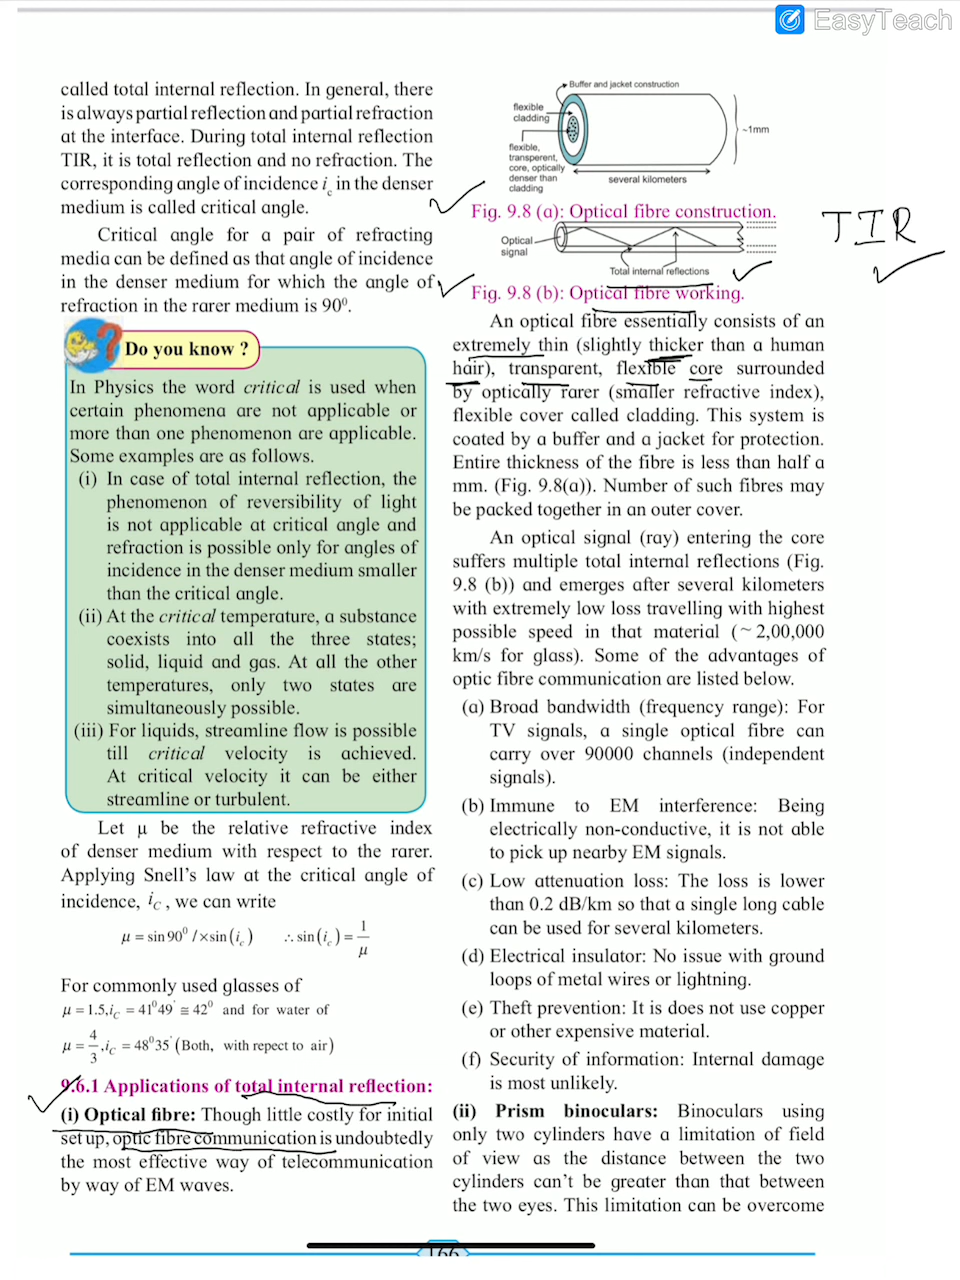 EasyTeach
called total internal reflection. In general, there
is always partial reflection and partial refraction
at the interface. During total internal reflection
TIR, it is total reflection and no refraction. The
corresponding angle of incidence i_c in the denser
medium is called critical angle.
Critical angle for a pair of refracting
media can be defined as that angle of incidence
in the denser medium for which the angle of
refraction in the rarer medium is 90⁰.
Do you know ?
In Physics the word critical is used when
certain phenomena are not applicable or
more than one phenomenon are applicable.
Some examples are as follows.
(i) In case of total internal reflection, the
phenomenon of reversibility of light
is not applicable at critical angle and
refraction is possible only for angles of
incidence in the denser medium smaller
than the critical angle.
(ii) At the critical temperature, a substance
coexists into all the three states;
solid, liquid and gas. At all the other
temperatures, only two states are
simultaneously possible.
(iii) For liquids, streamline flow is possible
till critical velocity is achieved.
At critical velocity it can be either
streamline or turbulent.
Let μ be the relative refractive index
of denser medium with respect to the rarer.
Applying Snell's law at the critical angle of
incidence, i_C , we can write
μ = sin 90⁰ /×sin (i_c ) ∴ sin (i_c ) = 1/μ
For commonly used glasses of
μ = 1.5, i_C = 41⁰49' ≅ 42⁰ and for water of
μ = 4/3, i_C = 48⁰35' (Both, with repect to air)
9.6.1 Applications of total internal reflection:
(i) Optical fibre: Though little costly for initial
set up, optic fibre communication is undoubtedly
the most effective way of telecommunication
by way of EM waves.
Buffer and jacket construction
flexible
cladding
~1mm
flexible,
transperent,
core, optically
denser than
cladding
several kilometers
Fig. 9.8 (a): Optical fibre construction.
TIR
Optical
signal
Total internal reflections
Fig. 9.8 (b): Optical fibre working.
An optical fibre essentially consists of an
extremely thin (slightly thicker than a human
hair), transparent, flexible core surrounded
by optically rarer (smaller refractive index),
flexible cover called cladding. This system is
coated by a buffer and a jacket for protection.
Entire thickness of the fibre is less than half a
mm. (Fig. 9.8(a)). Number of such fibres may
be packed together in an outer cover.
An optical signal (ray) entering the core
suffers multiple total internal reflections (Fig.
9.8 (b)) and emerges after several kilometers
with extremely low loss travelling with highest
possible speed in that material (~ 2,00,000
km/s for glass). Some of the advantages of
optic fibre communication are listed below.
(a) Broad bandwidth (frequency range): For
TV signals, a single optical fibre can
carry over 90000 channels (independent
signals).
(b) Immune to EM interference: Being
electrically non-conductive, it is not able
to pick up nearby EM signals.
(c) Low attenuation loss: The loss is lower
than 0.2 dB/km so that a single long cable
can be used for several kilometers.
(d) Electrical insulator: No issue with ground
loops of metal wires or lightning.
(e) Theft prevention: It is does not use copper
or other expensive material.
(f) Security of information: Internal damage
is most unlikely.
(ii) Prism binoculars: Binoculars using
only two cylinders have a limitation of field
of view as the distance between the two
cylinders can't be greater than that between
the two eyes. This limitation can be overcome
166